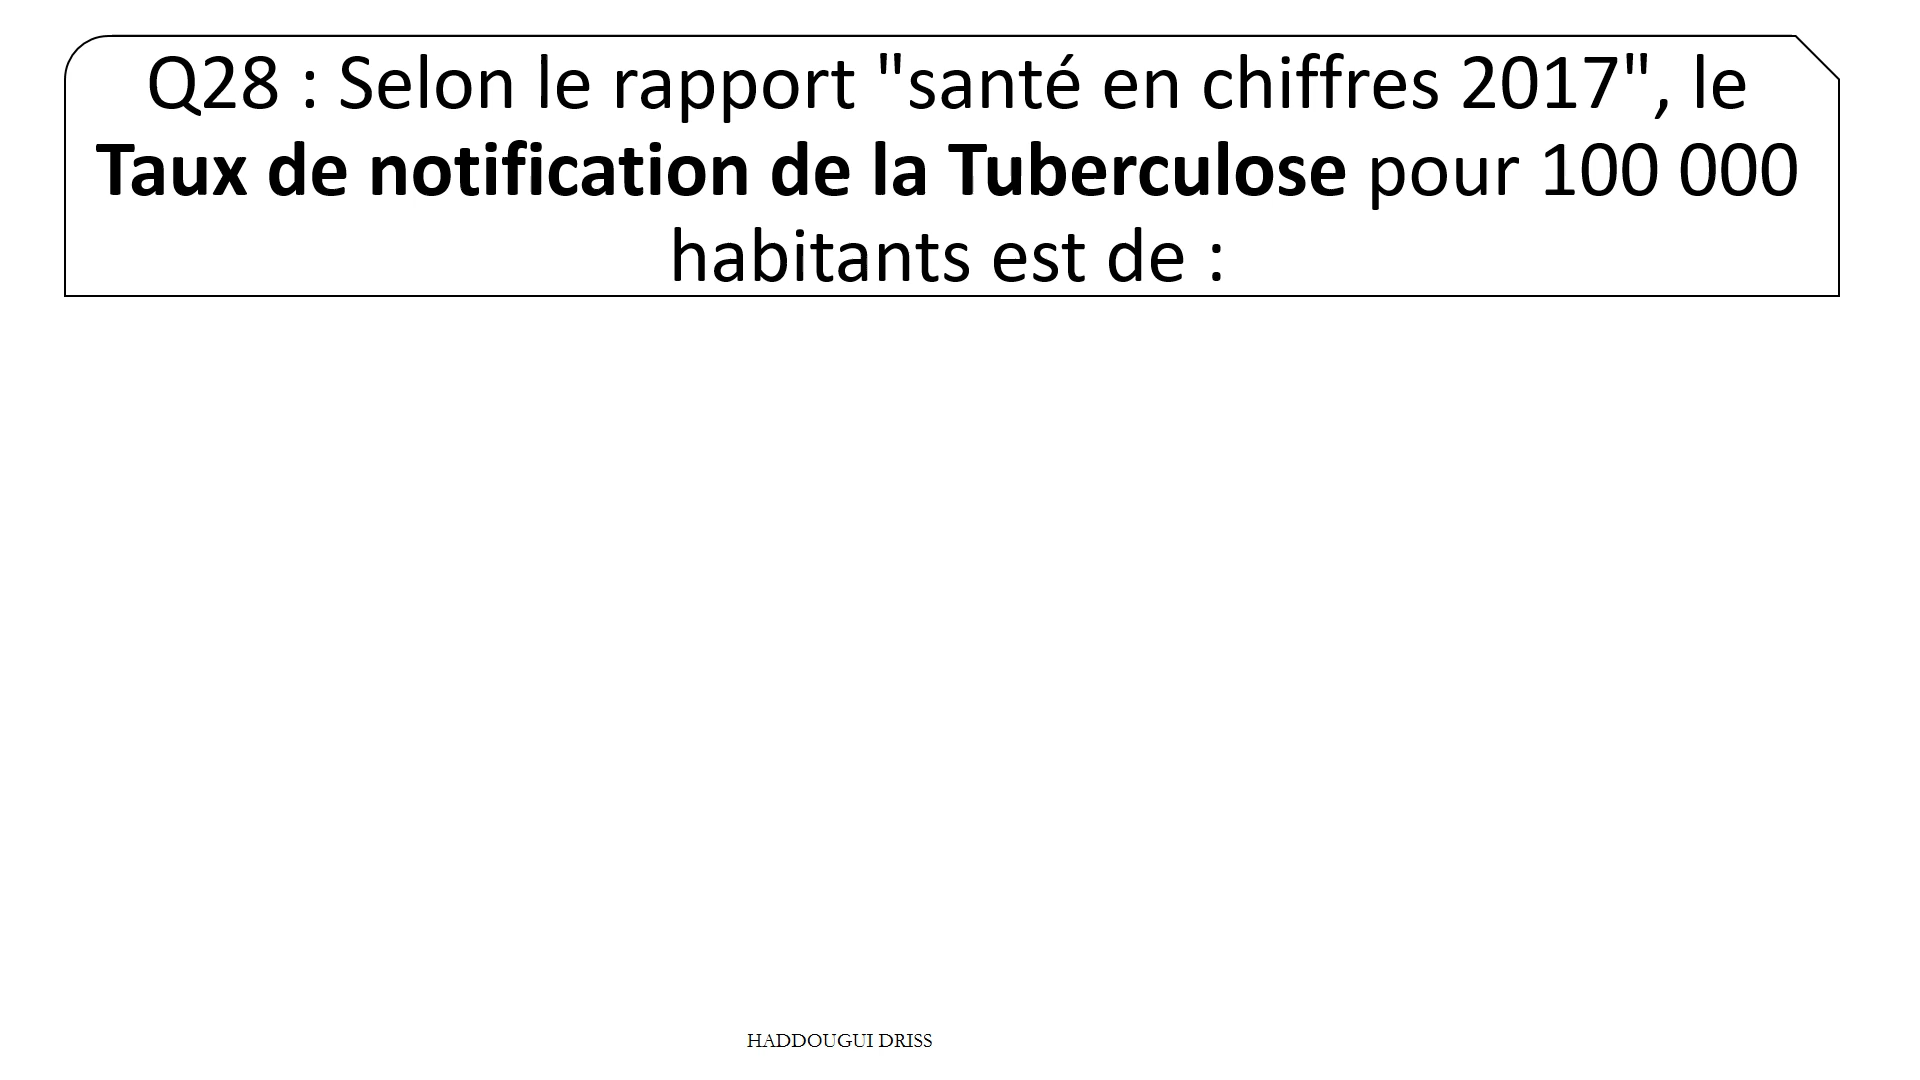 Q28 : Selon le rapport "santé en chiffres 2017", le
Taux de notification de la Tuberculose pour 100 000
habitants est de :
HADDOUGUI DRISS